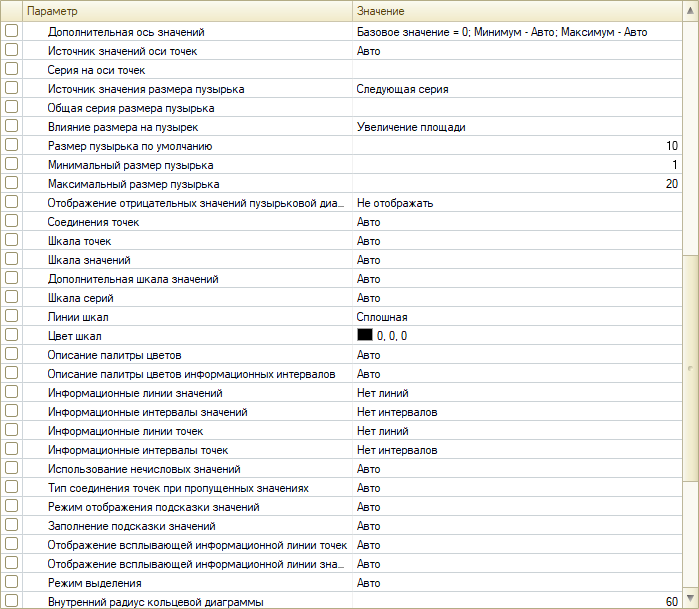 Параметр Значение
Дополнительная ось значений Базовое значение = 0; Минимум - Авто; Максимум - Авто
Источник значений оси точек Авто
Серия на оси точек
Источник значения размера пузырька Следующая серия
Общая серия размера пузырька
Влияние размера на пузырек Увеличение площади
Размер пузырька по умолчанию 10
Минимальный размер пузырька 1
Максимальный размер пузырька 20
Отображение отрицательных значений пузырьковой диа... Не отображать
Соединения точек Авто
Шкала точек Авто
Шкала значений Авто
Дополнительная шкала значений Авто
Шкала серий Авто
Линии шкал Сплошная
Цвет шкал 0, 0, 0
Описание палитры цветов Авто
Описание палитры цветов информационных интервалов Авто
Информационные линии значений Нет линий
Информационные интервалы значений Нет интервалов
Информационные линии точек Нет линий
Информационные интервалы точек Нет интервалов
Использование нечисловых значений Авто
Тип соединения точек при пропущенных значениях Авто
Режим отображения подсказки значений Авто
Заполнение подсказки значений Авто
Отображение всплывающей информационной линии точек Авто
Отображение всплывающей информационной линии зна... Авто
Режим выделения Авто
Внутренний радиус кольцевой диаграммы 60